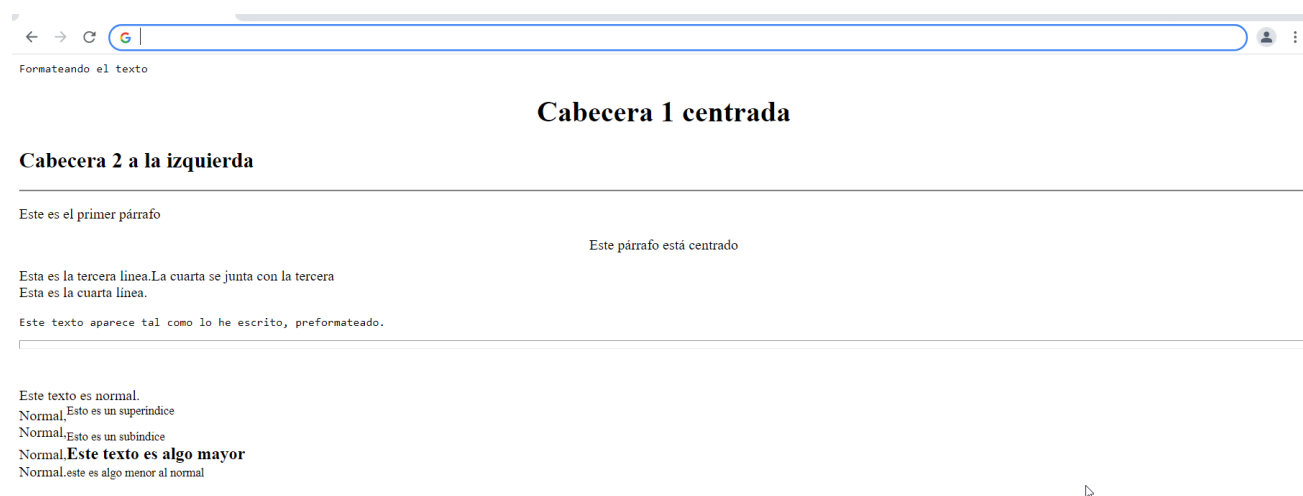 Formateando el texto
Cabecera 1 centrada
Cabecera 2 a la izquierda
Este es el primer párrafo
Este párrafo está centrado
Esta es la tercera linea.La cuarta se junta con la tercera
Esta es la cuarta línea.
Este texto aparece tal como lo he escrito, preformateado.
Este texto es normal.
Normal,Esto es un superindice
Normal,Esto es un subíndice
Normal,Este texto es algo mayor
Normal.este es algo menor al normal